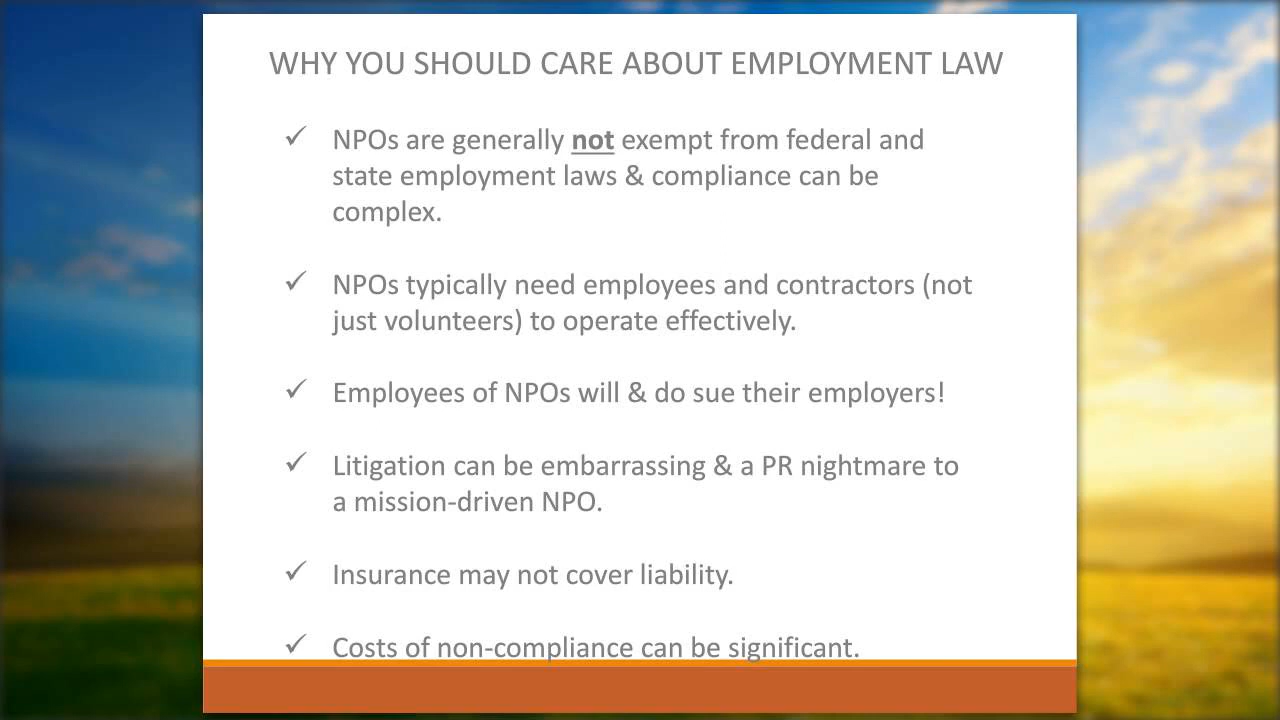 WHY YOU SHOULD CARE ABOUT EMPLOYMENT LAW
✓ NPOs are generally not exempt from federal and
state employment laws & compliance can be
complex.
✓ NPOs typically need employees and contractors (not
just volunteers) to operate effectively.
✓ Employees of NPOs will & do sue their employers!
✓ Litigation can be embarrassing & a PR nightmare to
a mission-driven NPO.
✓ Insurance may not cover liability.
✓ Costs of non-compliance can be significant.